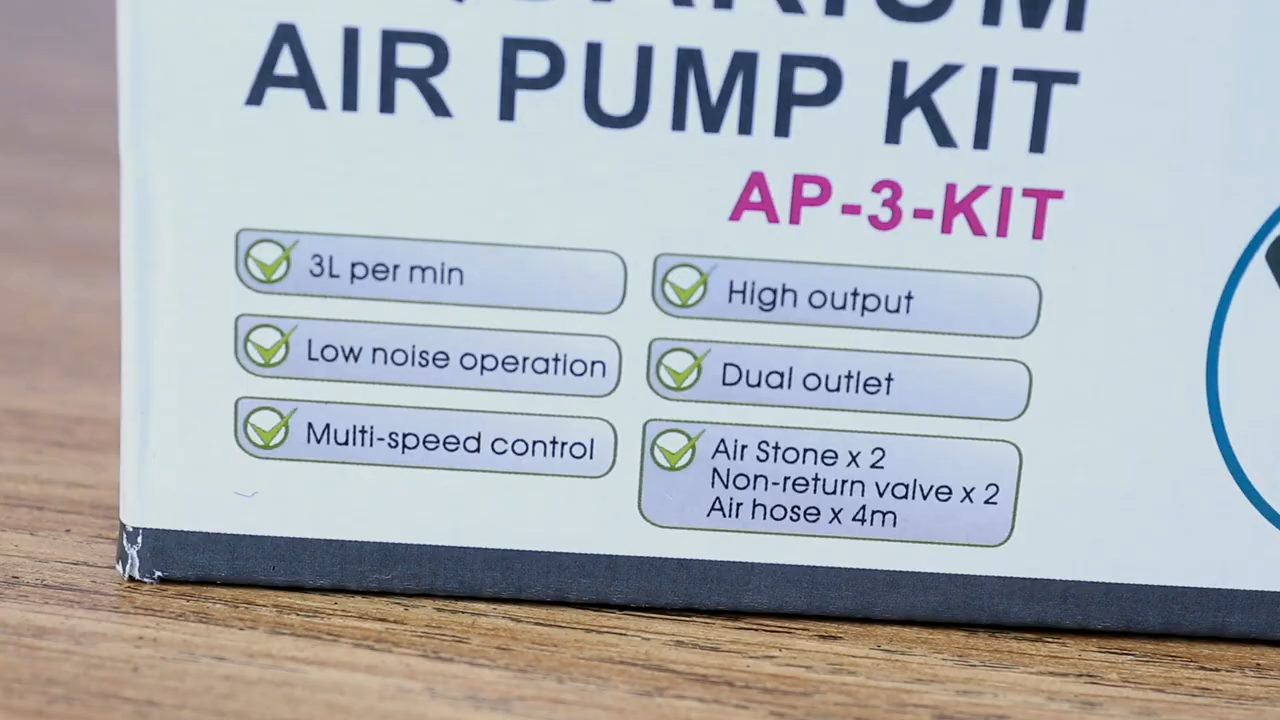 AQUARIUM
AIR PUMP KIT
AP-3-KIT
3L per min
High output
Low noise operation
Dual outlet
Multi-speed control
Air Stone x 2
Non-return valve x 2
Air hose x 4m